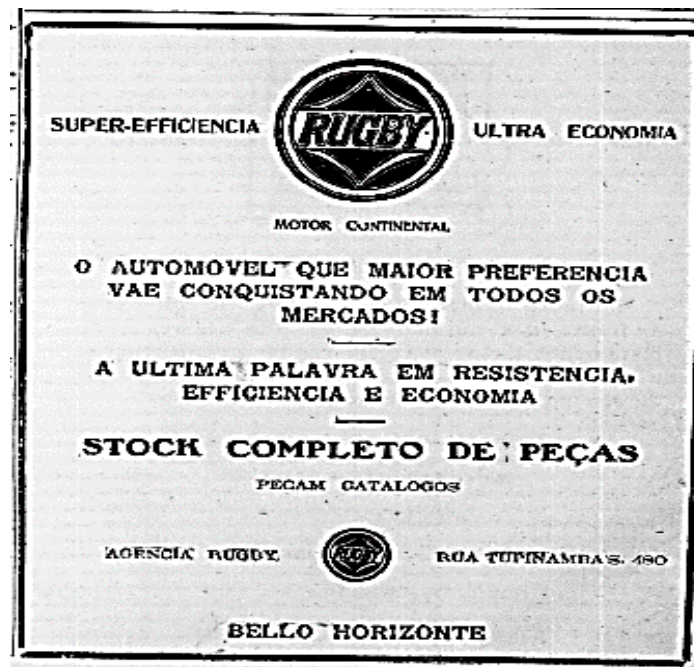 SUPER-EFFICIENCIA RUGBY ULTRA ECONOMIA
MOTOR CONTINENTAL
O AUTOMOVEL QUE MAIOR PREFERENCIA
VAE CONQUISTANDO EM TODOS OS
MERCADOS!
A ULTIMA PALAVRA EM RESISTENCIA,
EFFICIENCIA E ECONOMIA
STOCK COMPLETO DE PEÇAS
PEÇAM CATALOGOS
AGENCIA RUGBY, RUGBY RUA TUPINAMBA'S, 490
BELLO HORIZONTE